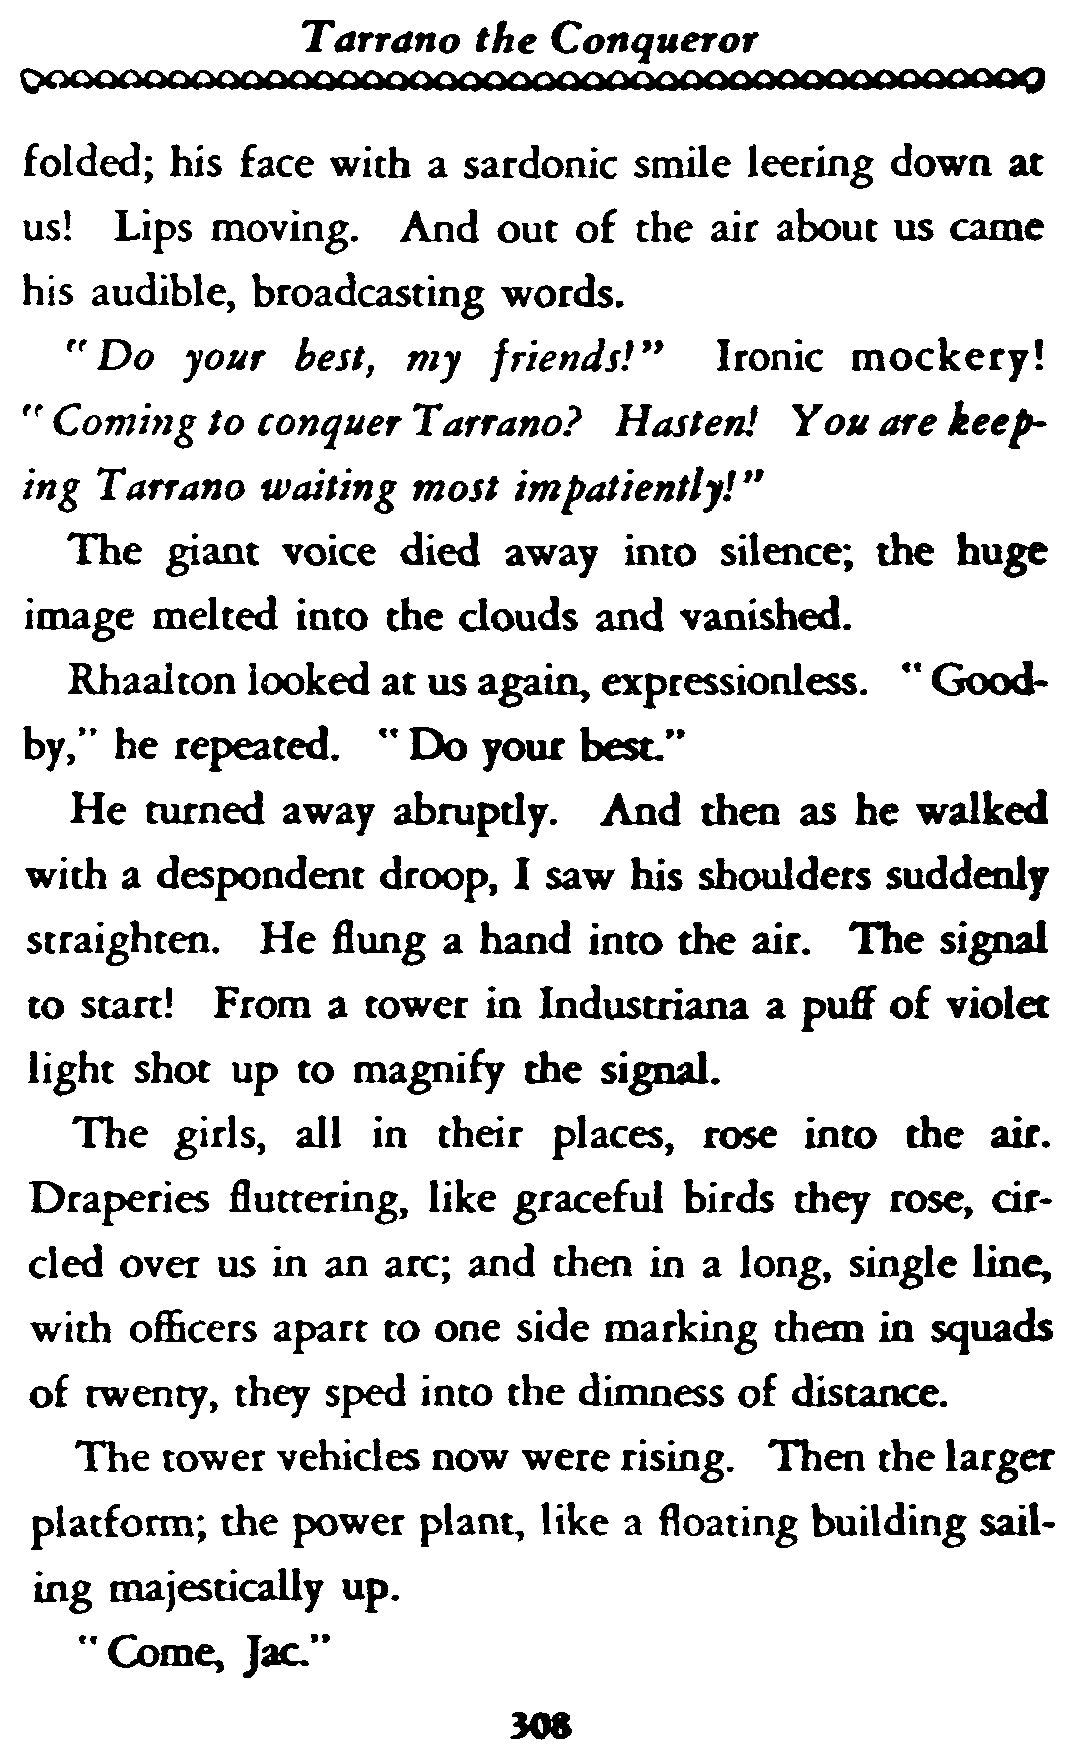 Tarrano the Conqueror
folded; his face with a sardonic smile leering down at
us! Lips moving. And out of the air about us came
his audible, broadcasting words.
"Do your best, my friends!" Ironic mockery!
"Coming to conquer Tarrano? Hasten! You are keep-
ing Tarrano waiting most impatiently!"
The giant voice died away into silence; the huge
image melted into the clouds and vanished.
Rhaalton looked at us again, expressionless. "Good-
by," he repeated. "Do your best."
He turned away abruptly. And then as he walked
with a despondent droop, I saw his shoulders suddenly
straighten. He flung a hand into the air. The signal
to start! From a tower in Industriana a puff of violet
light shot up to magnify the signal.
The girls, all in their places, rose into the air.
Draperies fluttering, like graceful birds they rose, cir-
cled over us in an arc; and then in a long, single line,
with officers apart to one side marking them in squads
of twenty, they sped into the dimness of distance.
The tower vehicles now were rising. Then the larger
platform; the power plant, like a floating building sail-
ing majestically up.
"Come, Jac."
308